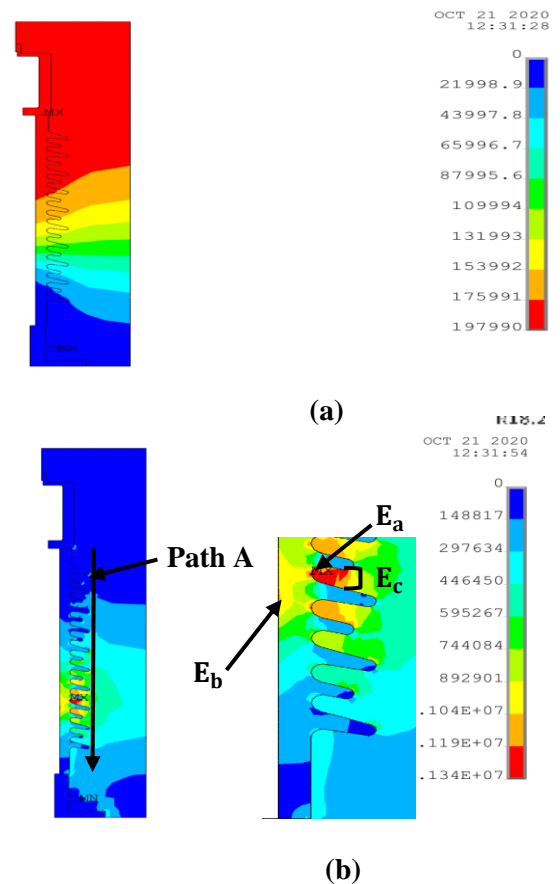 OCT 21 2020
12:31:28
0
21998.9
43997.8
65996.7
87995.6
109994
131993
153992
175991
197990
MX
MN
(a)
OCT 21 2020
12:31:54
0
148817
297634
446450
595267
744084
892901
.104E+07
.119E+07
.134E+07
Path A
MX
MN
Ea
MX
Ec
Eb
(b)